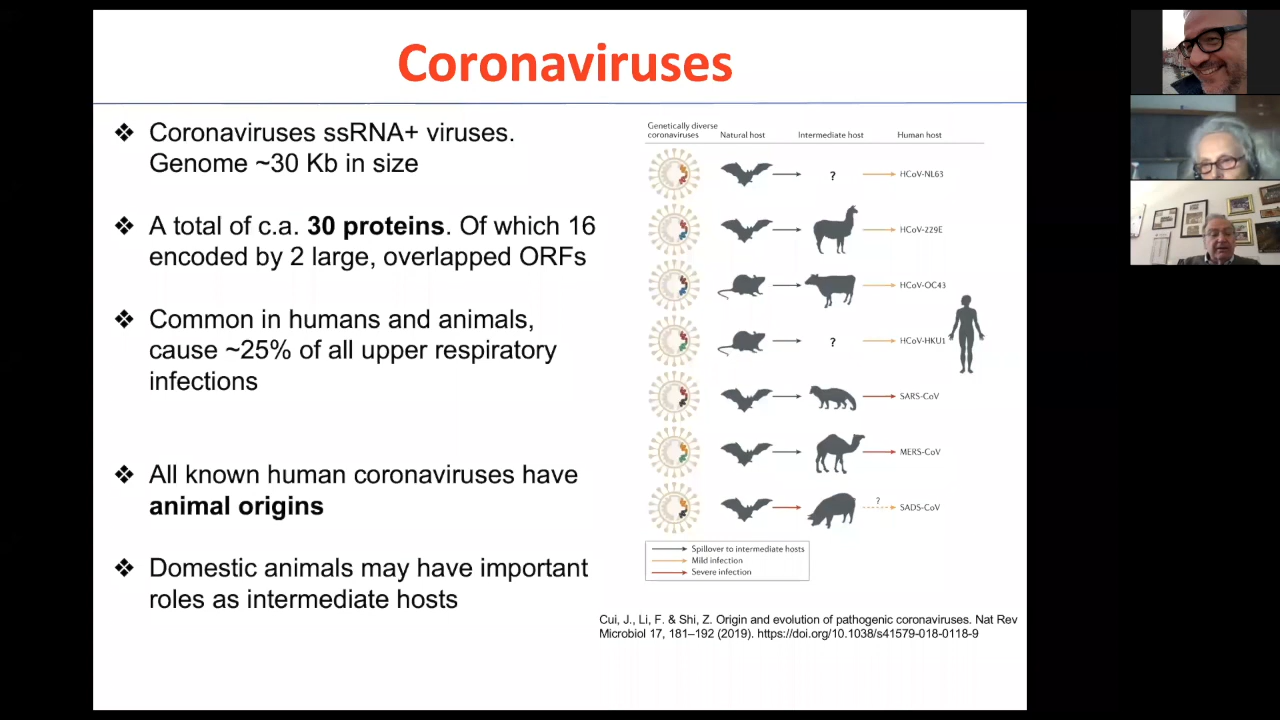 Coronaviruses
❖ Coronaviruses ssRNA+ viruses.
Genome ~30 Kb in size
❖ A total of c.a. 30 proteins. Of which 16
encoded by 2 large, overlapped ORFs
❖ Common in humans and animals,
cause ~25% of all upper respiratory
infections
❖ All known human coronaviruses have
animal origins
❖ Domestic animals may have important
roles as intermediate hosts
Genetically diverse
coronaviruses Natural host Intermediate host Human host
? HCoV-NL63
HCoV-229E
HCoV-OC43
? HCoV-HKU1
SARS-CoV
MERS-CoV
? SADS-CoV
Spillover to intermediate hosts
Mild infection
Severe infection
Cui, J., Li, F. & Shi, Z. Origin and evolution of pathogenic coronaviruses. Nat Rev
Microbiol 17, 181–192 (2019). https://doi.org/10.1038/s41579-018-0118-9